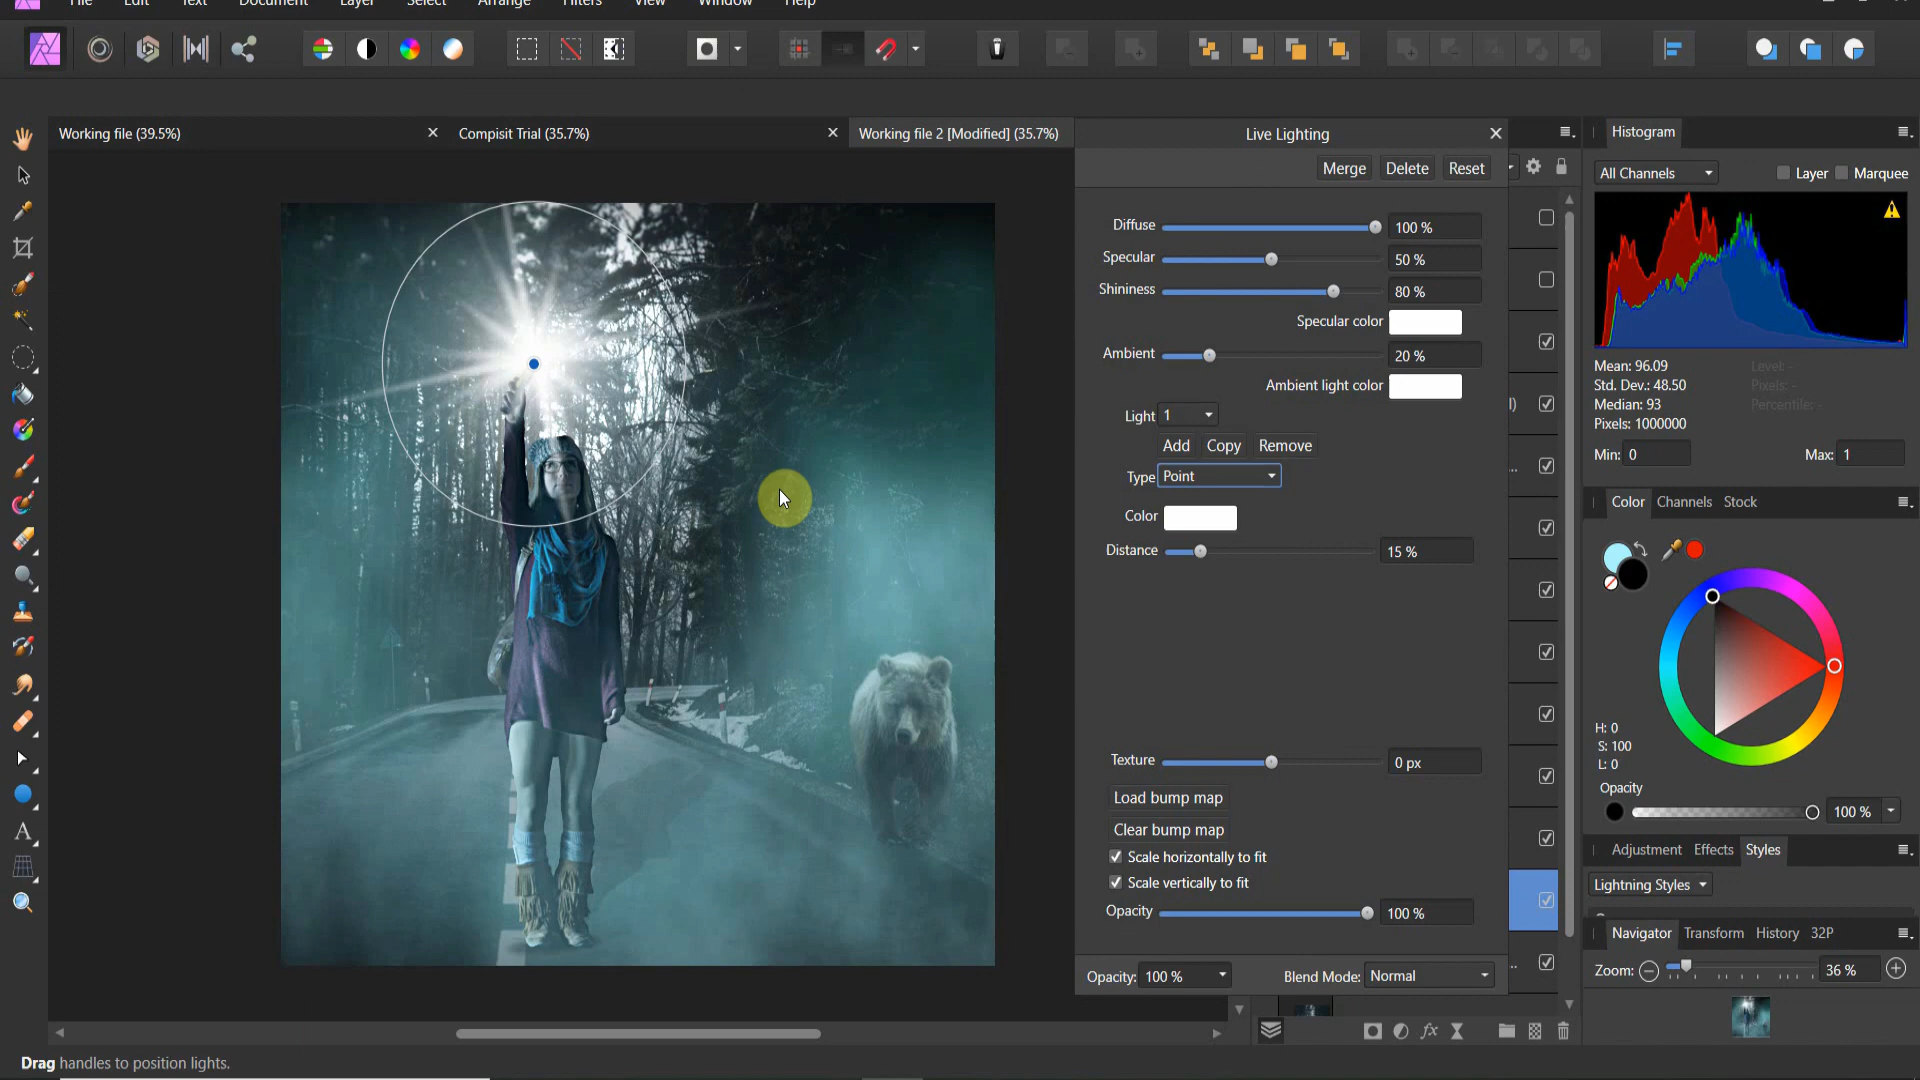 File Edit Text Document Layer Select Arrange Filters View Window Help
Working file (39.5%)
Compisit Trial (35.7%)
Working file 2 [Modified] (35.7%)
Live Lighting
Merge Delete Reset
Diffuse 100 %
Specular 50 %
Shininess 80 %
Specular color
Ambient 20 %
Ambient light color
Light 1
Add Copy Remove
Type Point
Color
Distance 15 %
Texture 0 px
Load bump map
Clear bump map
Scale horizontally to fit
Scale vertically to fit
Opacity 100 %
Opacity: 100 % Blend Mode: Normal
Histogram
All Channels Layer Marquee
Mean: 96.09 Level: -
Std. Dev.: 48.50 Pixels: -
Median: 93 Percentile: -
Pixels: 1000000
Min: 0 Max: 1
Color Channels Stock
H: 0
S: 100
L: 0
Opacity
100 %
Adjustment Effects Styles
Lightning Styles
Navigator Transform History 32P
Zoom: 36 %
Drag handles to position lights.